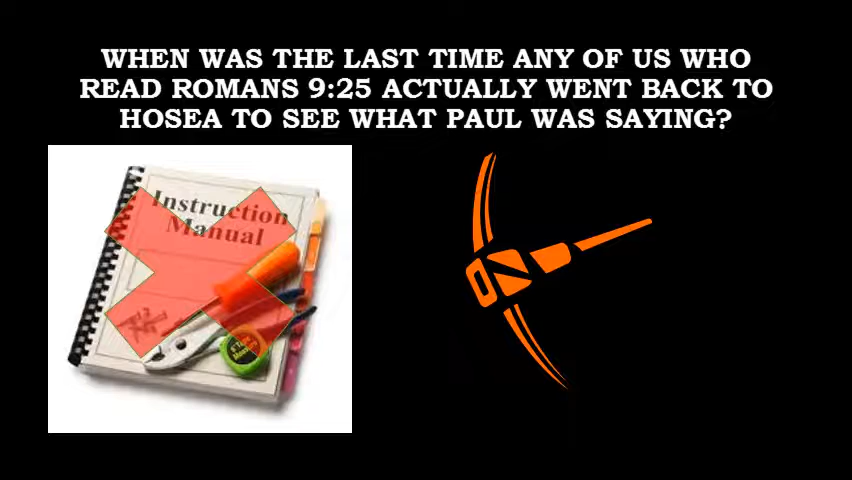 WHEN WAS THE LAST TIME ANY OF US WHO
READ ROMANS 9:25 ACTUALLY WENT BACK TO
HOSEA TO SEE WHAT PAUL WAS SAYING?
Instruction
Manual